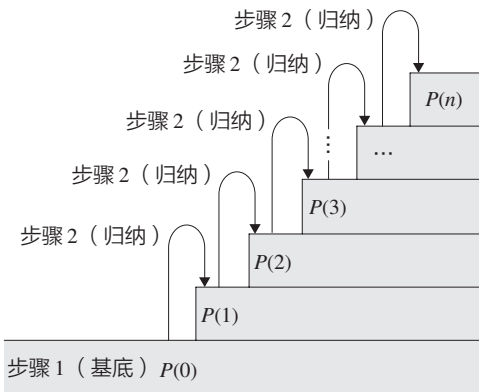 步骤 2（归纳）
步骤 2（归纳）
P(n)
步骤 2（归纳）
⋮
…
步骤 2（归纳）
P(3)
步骤 2（归纳）
P(2)
P(1)
步骤 1（基底）P(0)